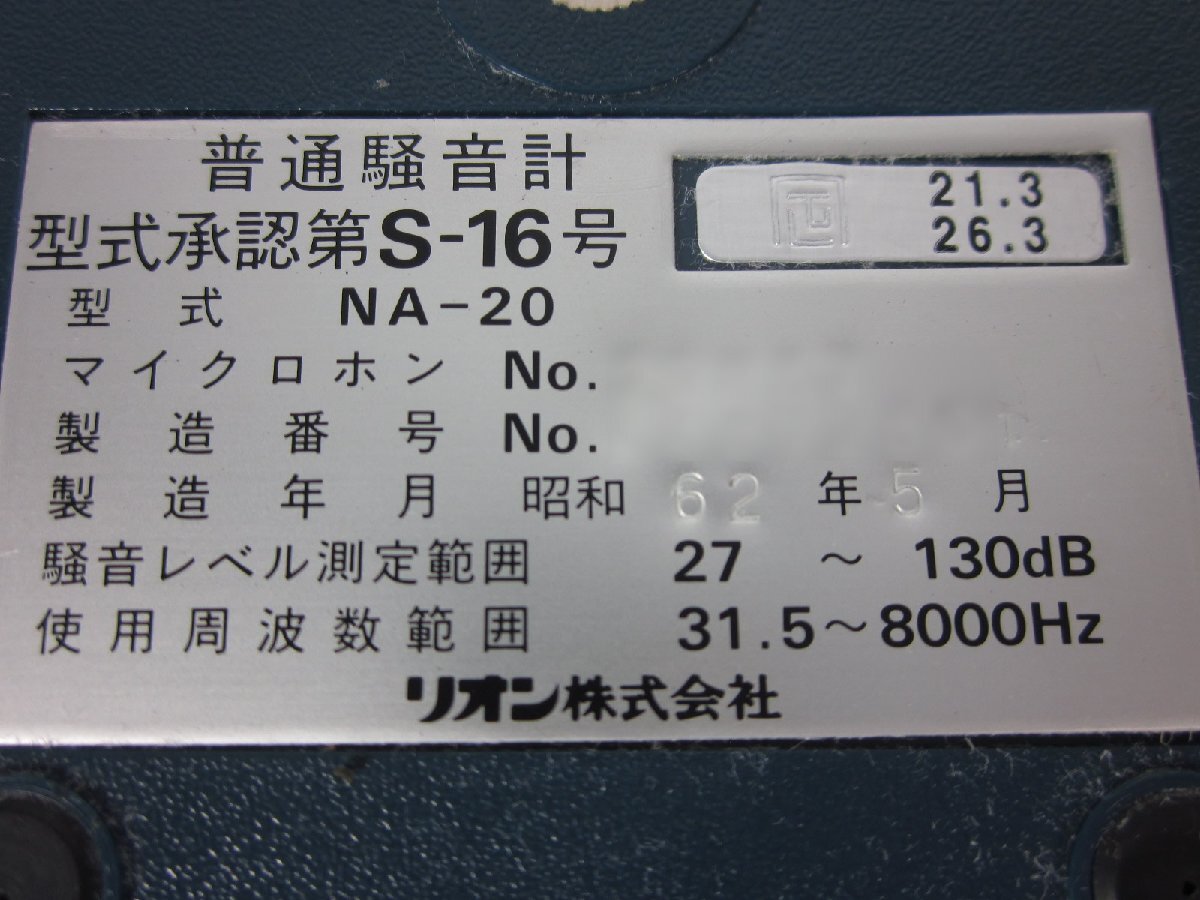 普通騒音計
21.3
26.3
型式承認第S-16号
型式 NA-20
マイクロホン No.
製造番号 No.
製造年月 昭和 62 年 5 月
騒音レベル測定範囲 27 ～ 130dB
使用周波数範囲 31.5～8000Hz
リオン株式会社